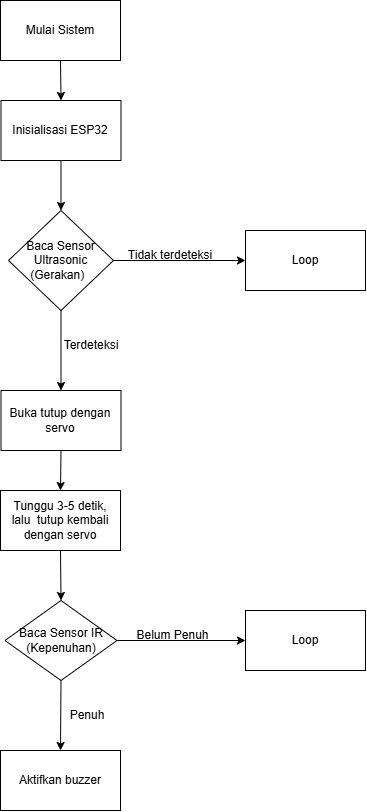 Mulai Sistem
Inisialisasi ESP32
Baca Sensor
Ultrasonic
(Gerakan)
Tidak terdeteksi
Loop
Terdeteksi
Buka tutup dengan
servo
Tunggu 3-5 detik,
lalu tutup kembali
dengan servo
Baca Sensor IR
(Kepenuhan)
Belum Penuh
Loop
Penuh
Aktifkan buzzer